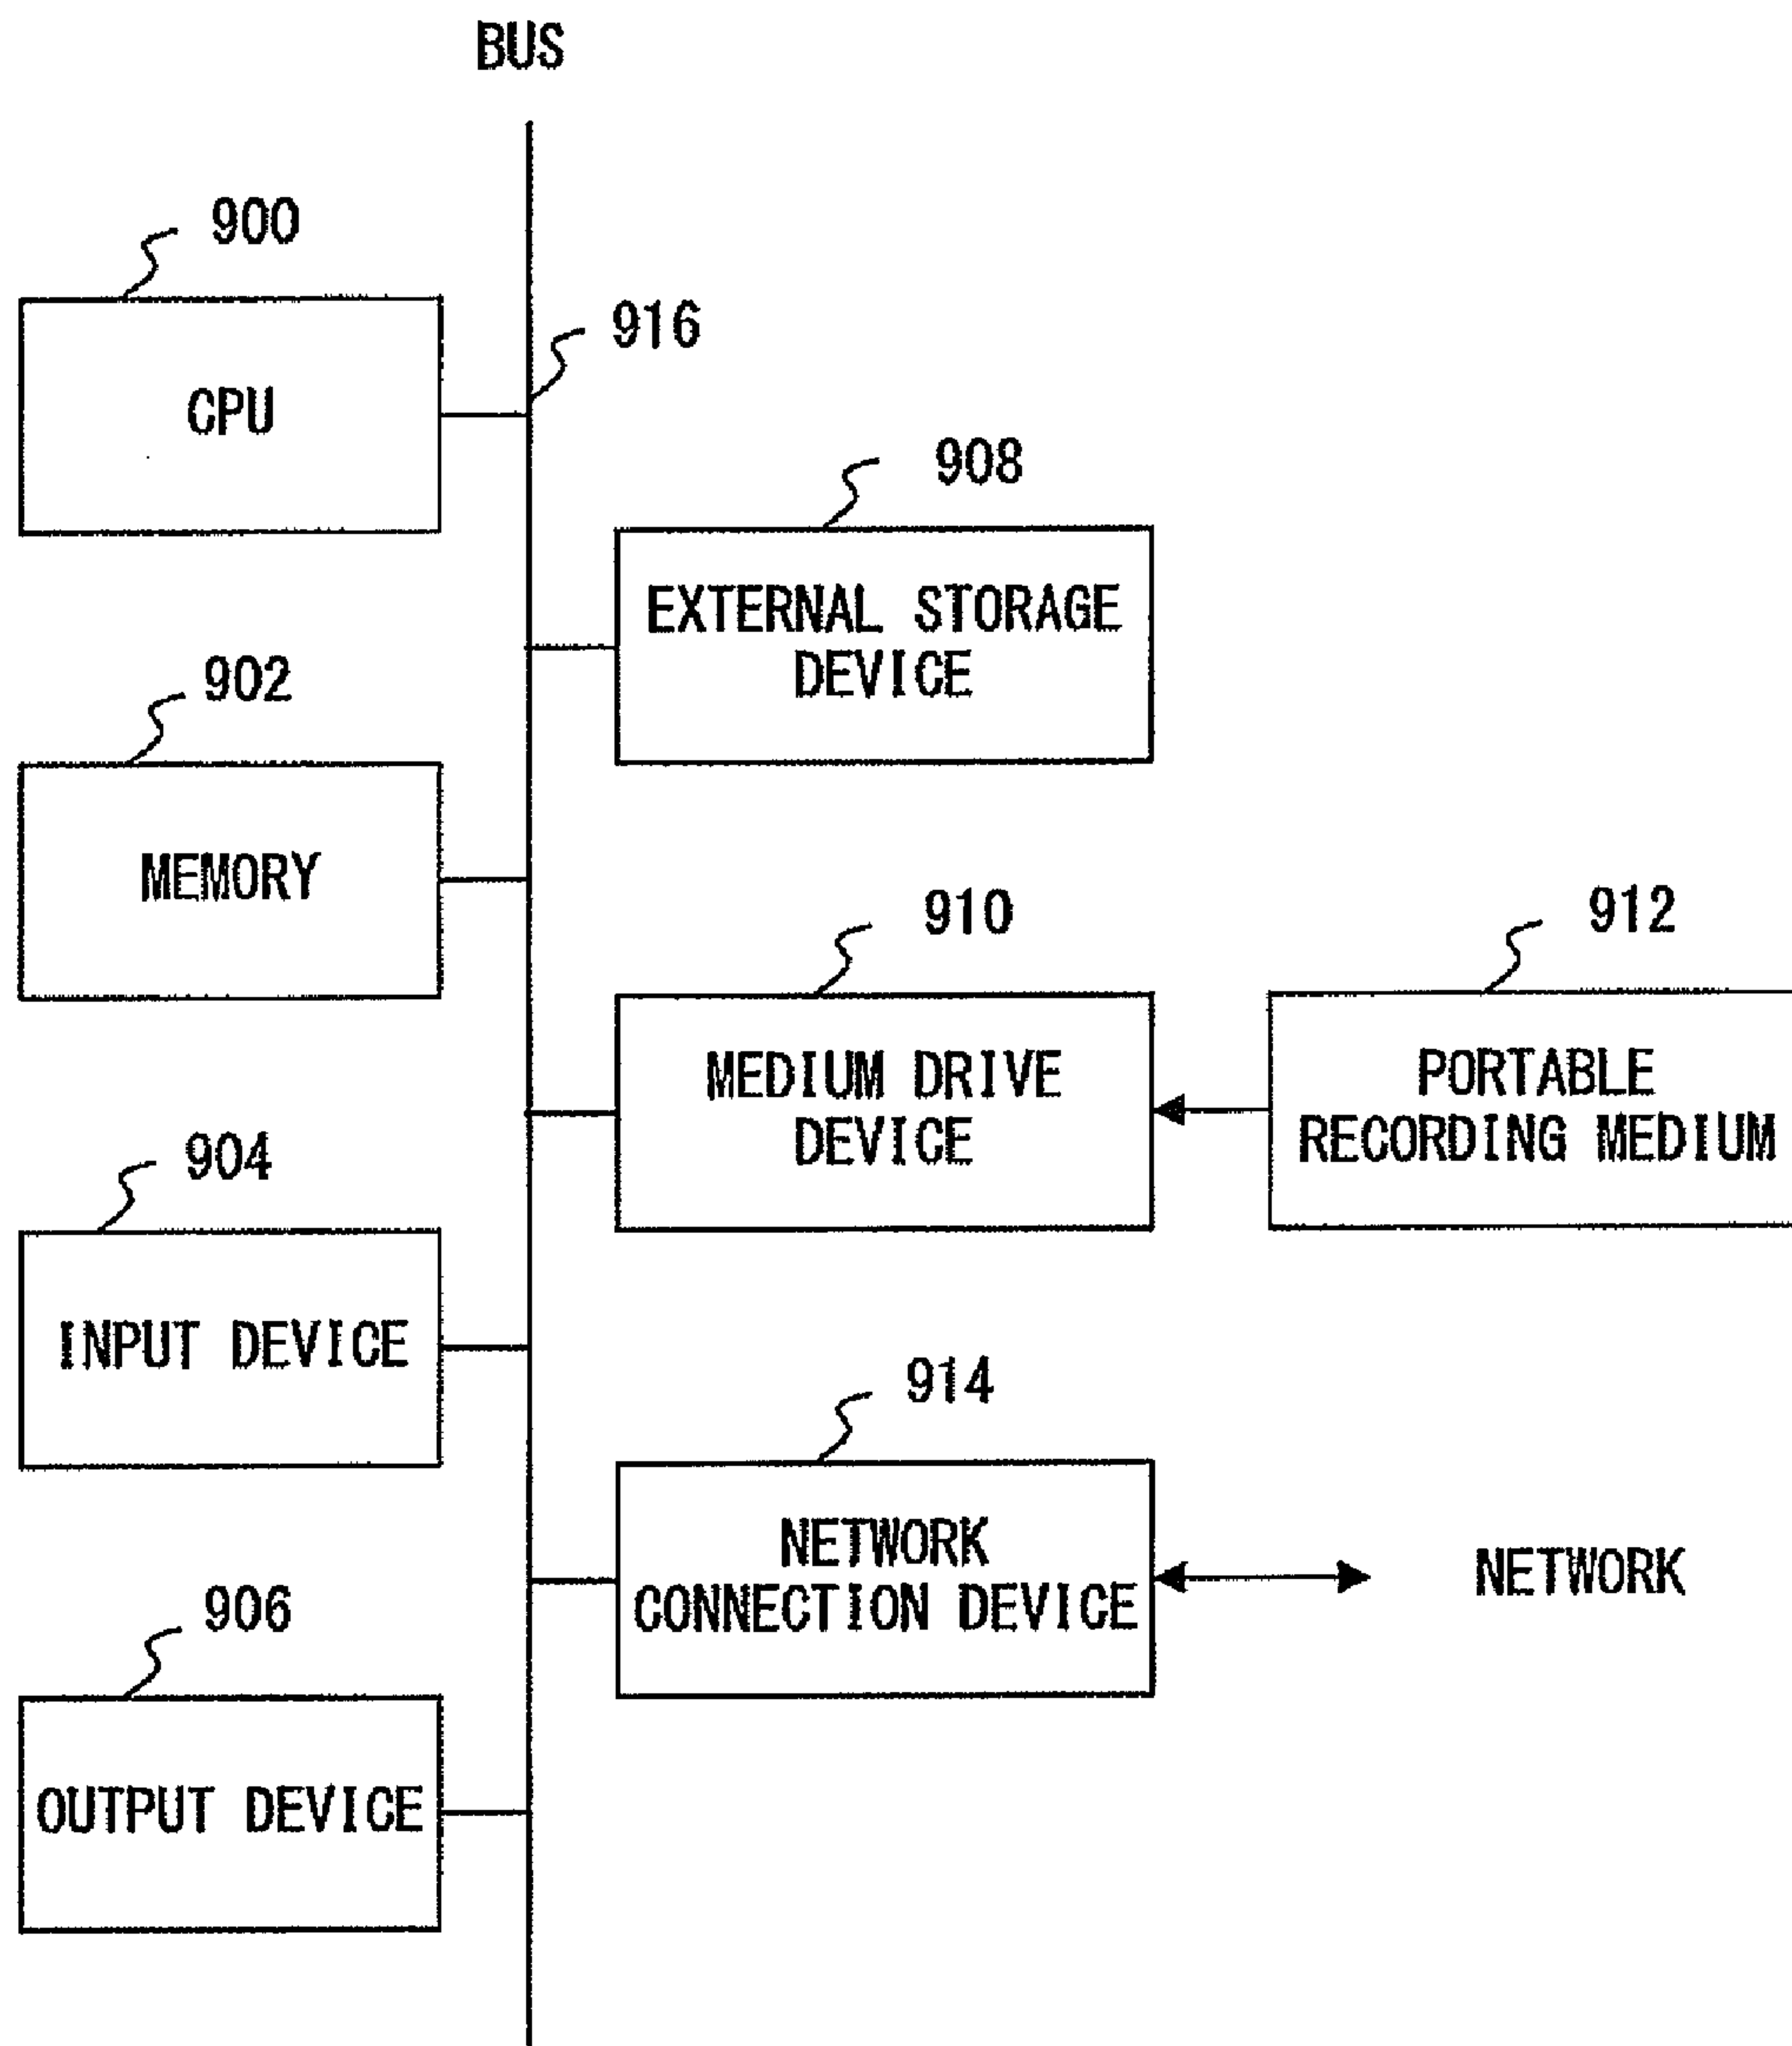 BUS
900
CPU
916
908
EXTERNAL STORAGE
DEVICE
902
MEMORY
910
MEDIUM DRIVE
DEVICE
912
PORTABLE
RECORDING MEDIUM
904
INPUT DEVICE
914
NETWORK
CONNECTION DEVICE
NETWORK
906
OUTPUT DEVICE